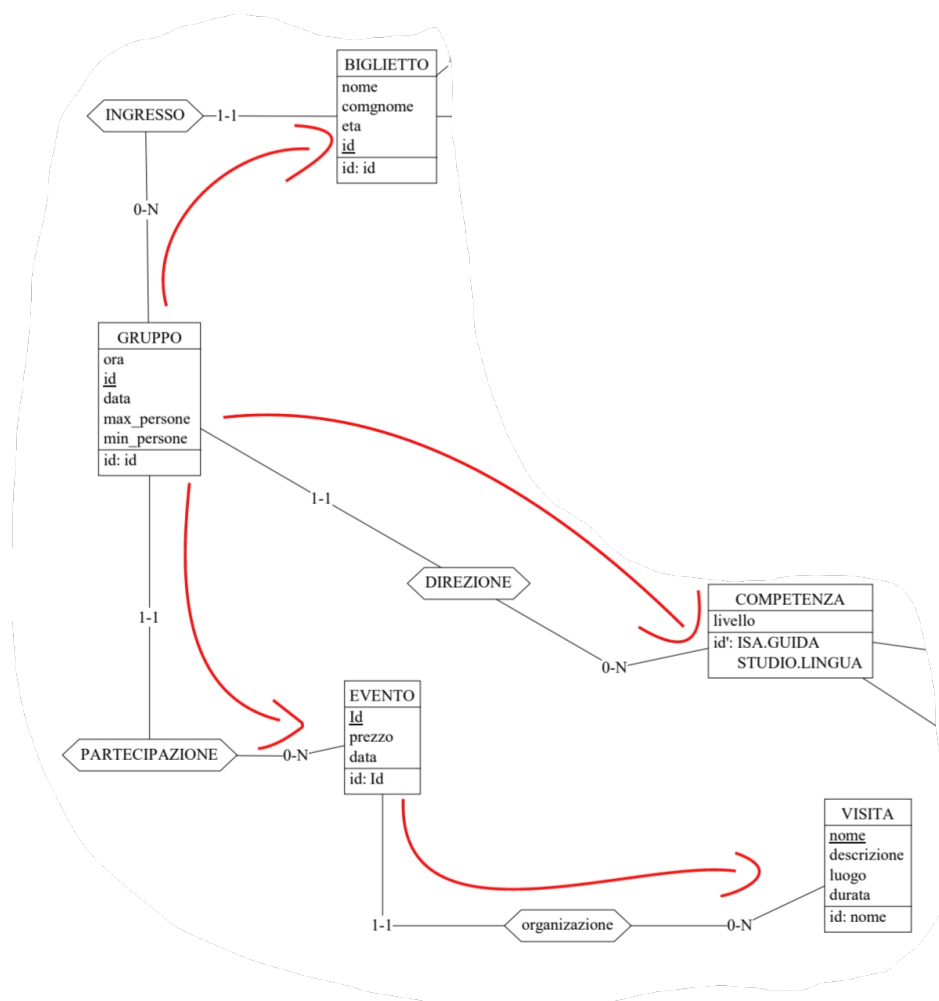 BIGLIETTO
nome
comgnome
eta
id
id: id
INGRESSO
1-1
0-N
GRUPPO
ora
id
data
max_persone
min_persone
id: id
1-1
DIREZIONE
0-N
COMPETENZA
livello
id': ISA.GUIDA
STUDIO.LINGUA
1-1
PARTECIPAZIONE
0-N
EVENTO
Id
prezzo
data
id: Id
1-1
organizazione
0-N
VISITA
nome
descrizione
luogo
durata
id: nome